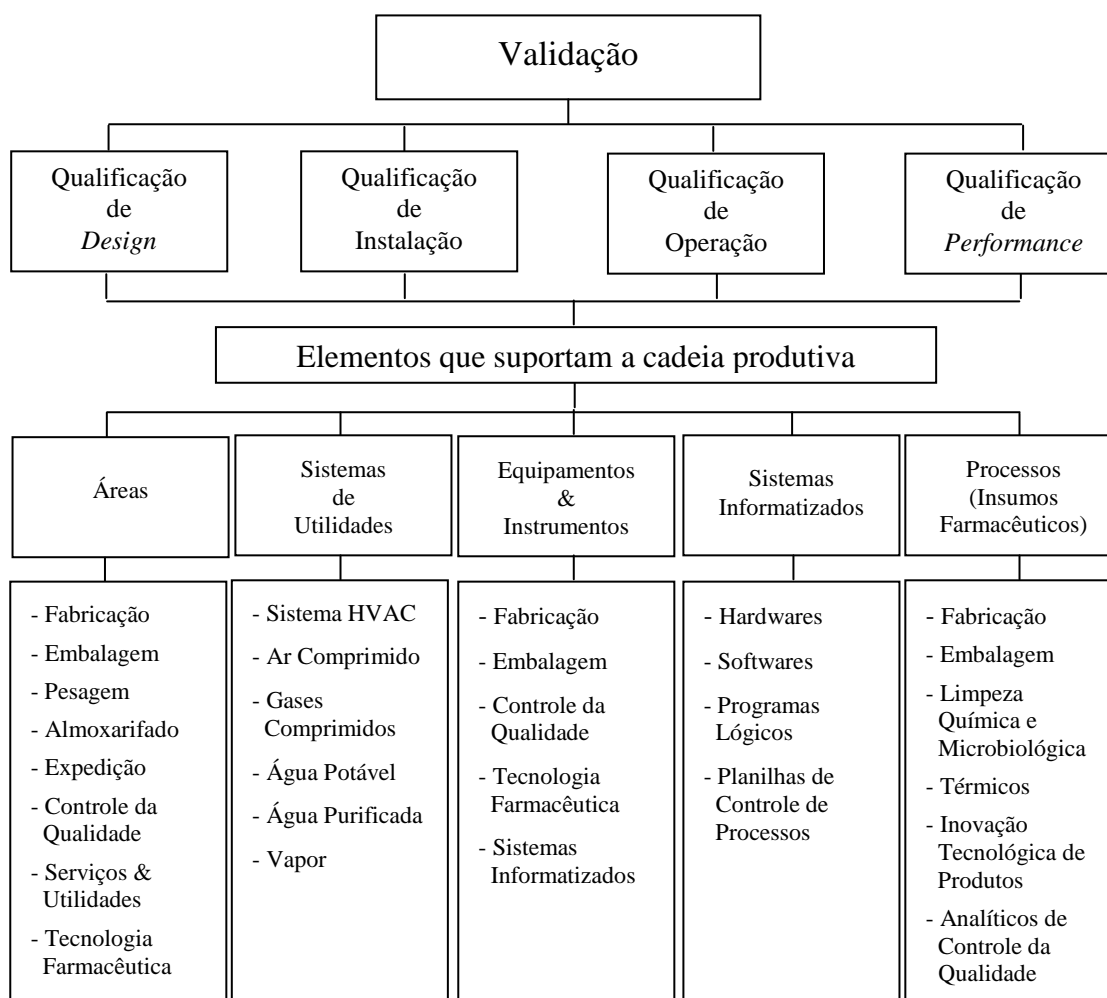 Validação
Qualificação
de
Design
Qualificação
de
Instalação
Qualificação
de
Operação
Qualificação
de
Performance
Elementos que suportam a cadeia produtiva
Áreas
Sistemas
de
Utilidades
Equipamentos
&
Instrumentos
Sistemas
Informatizados
Processos
(Insumos
Farmacêuticos)
- Fabricação
- Embalagem
- Pesagem
- Almoxarifado
- Expedição
- Controle da
Qualidade
- Serviços &
Utilidades
- Tecnologia
Farmacêutica
- Sistema HVAC
- Ar Comprimido
- Gases
Comprimidos
- Água Potável
- Água Purificada
- Vapor
- Fabricação
- Embalagem
- Controle da
Qualidade
- Tecnologia
Farmacêutica
- Sistemas
Informatizados
- Hardwares
- Softwares
- Programas
Lógicos
- Planilhas de
Controle de
Processos
- Fabricação
- Embalagem
- Limpeza
Química e
Microbiológica
- Térmicos
- Inovação
Tecnológica de
Produtos
- Analíticos de
Controle da
Qualidade